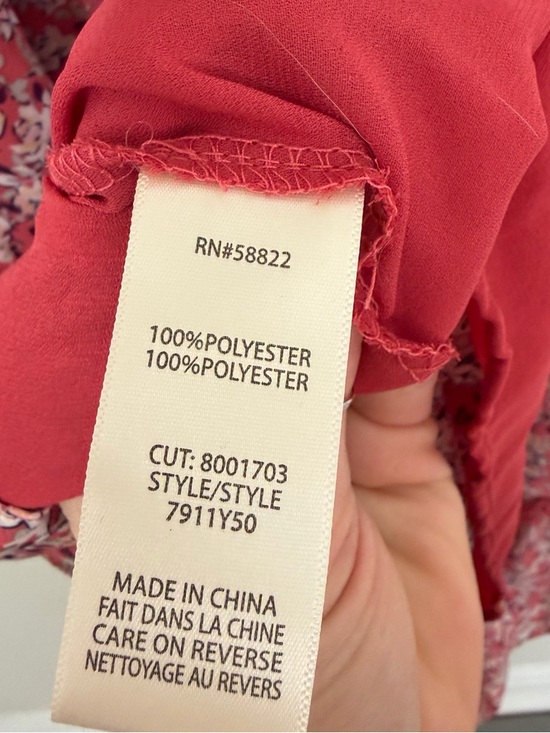 RN#58822
100%POLYESTER
100%POLYESTER
CUT: 8001703
STYLE/STYLE
7911Y50
MADE IN CHINA
FAIT DANS LA CHINE
CARE ON REVERSE
NETTOYAGE AU REVERS